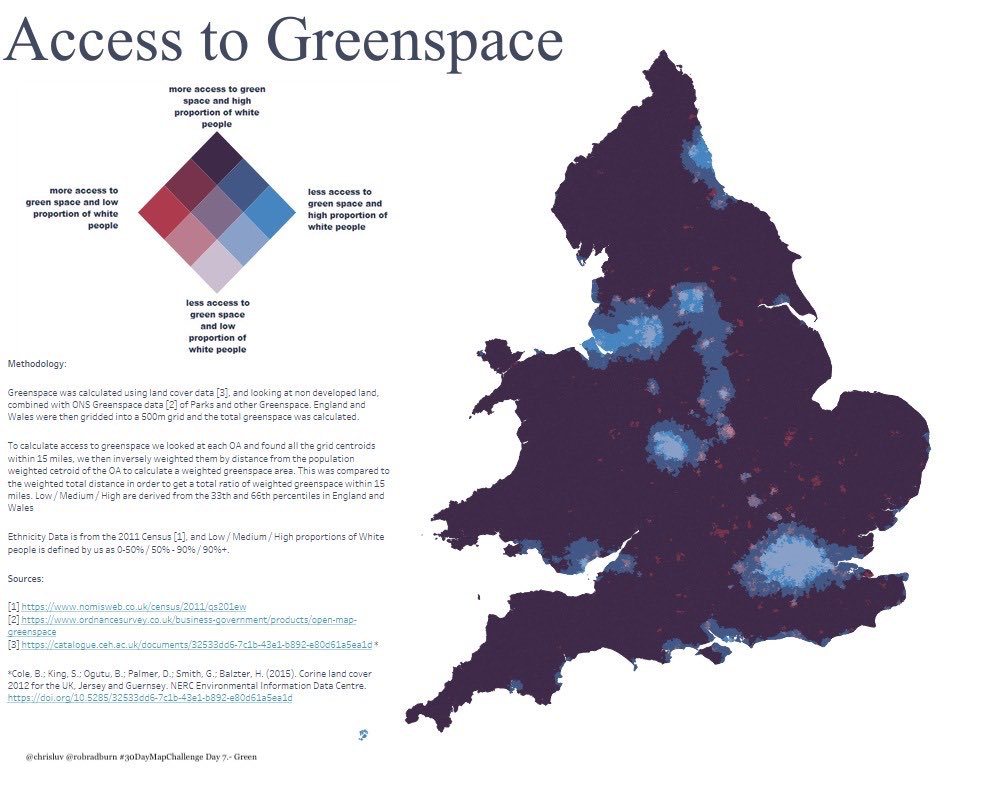 Access to Greenspace
more access to green
space and high
proportion of white
people
more access to
green space and low
proportion of white
people
less access to
green space and
high proportion of
white people
less access to
green space
and low
proportion of
white people
Methodology:
Greenspace was calculated using land cover data [3], and looking at non developed land,
combined with ONS Greenspace data [2] of Parks and other Greenspace. England and
Wales were then gridded into a 500m grid and the total greenspace was calculated.
To calculate access to greenspace we looked at each OA and found all the grid centroids
within 15 miles, we then inversely weighted them by distance from the population
weighted cetroid of the OA to calculate a weighted greenspace area. This was compared to
the weighted total distance in order to get a total ratio of weighted greenspace within 15
miles. Low / Medium / High are derived from the 33th and 66th percentiles in England and
Wales
Ethnicity Data is from the 2011 Census [1], and Low / Medium / High proportions of White
people is defined by us as 0-50% / 50% - 90% / 90%+.
Sources:
[1] https://www.nomisweb.co.uk/census/2011/qs201ew
[2] https://www.ordnancesurvey.co.uk/business-government/products/open-map-
greenspace
[3] https://catalogue.ceh.ac.uk/documents/32533dd6-7c1b-43e1-b892-e80d61a5ea1d *
*Cole, B.; King, S.; Ogutu, B.; Palmer, D.; Smith, G.; Balzter, H. (2015). Corine land cover
2012 for the UK, Jersey and Guernsey. NERC Environmental Information Data Centre.
https://doi.org/10.5285/32533dd6-7c1b-43e1-b892-e80d61a5ea1d
@chrisluv @robradburn #30DayMapChallenge Day 7.- Green